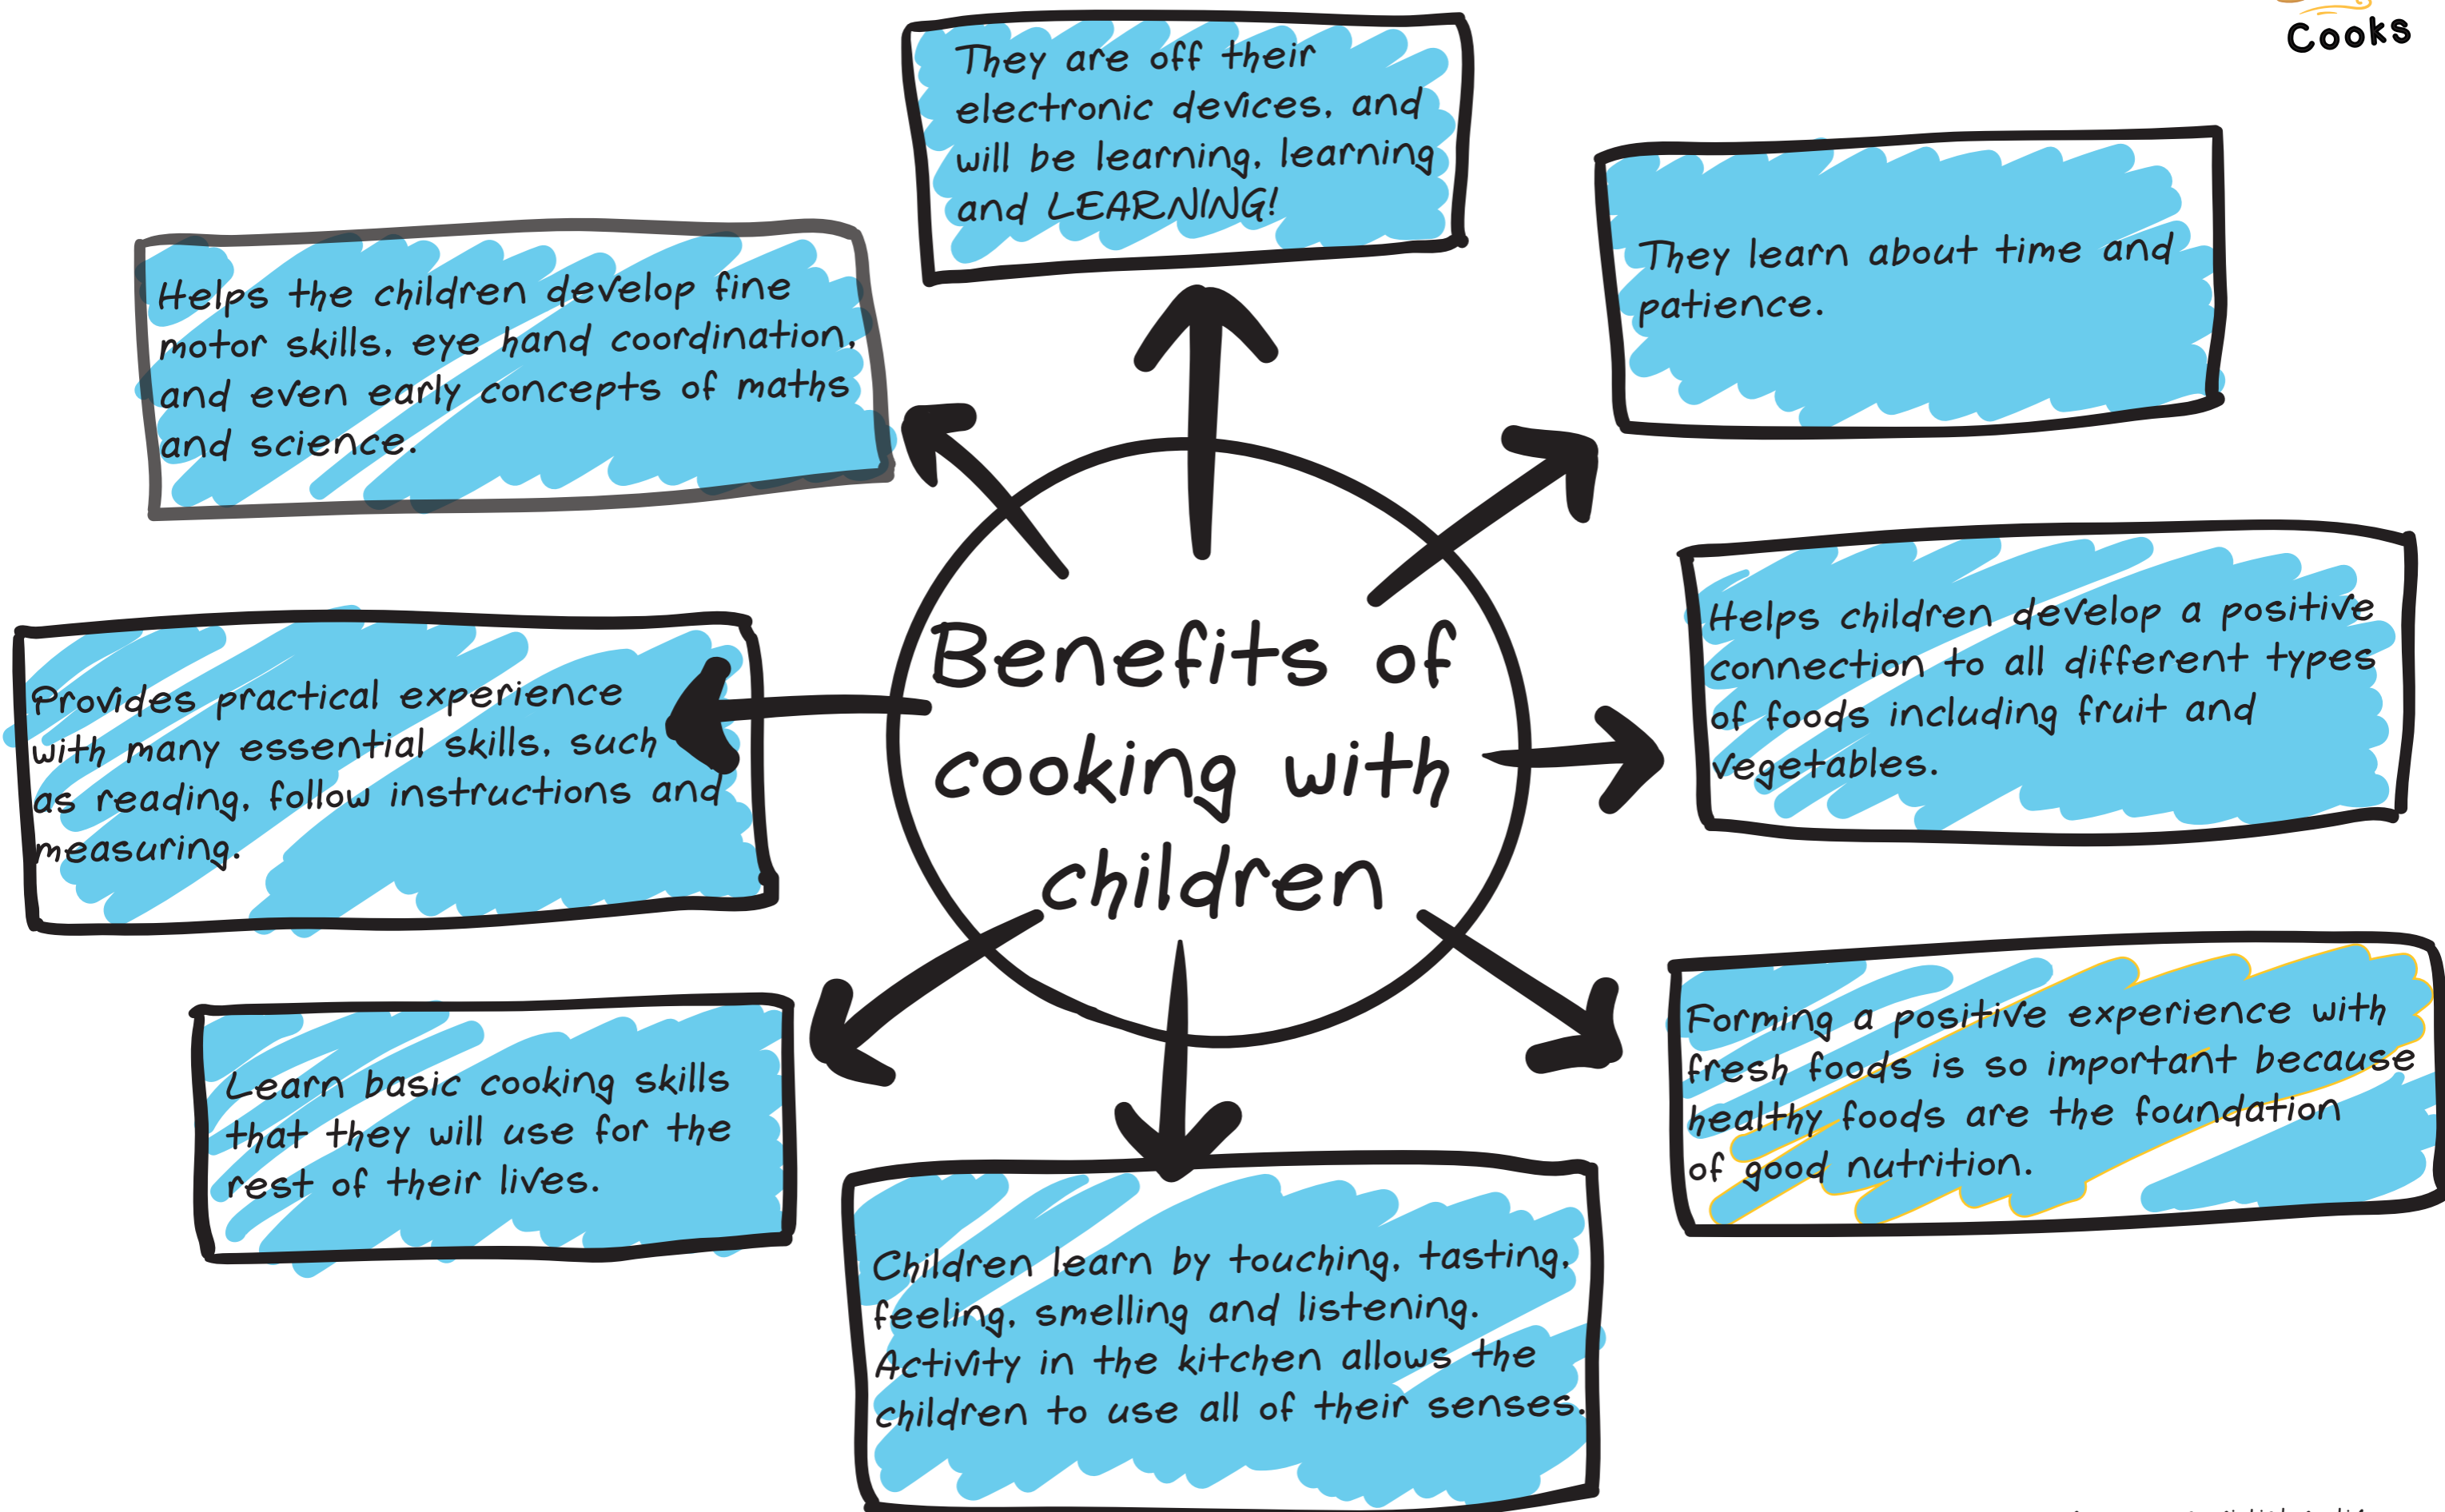 Cooks
They are off their
electronic devices, and
will be learning, learning
and LEARNING!
They learn about time and
patience.
Helps the children develop fine
motor skills, eye hand coordination,
and even early concepts of maths
and science.
Helps children develop a positive
connection to all different types
of foods including fruit and
vegetables.
Benefits of
cooking with
children
Provides practical experience
with many essential skills, such
as reading, follow instructions and
measuring.
Forming a positive experience with
fresh foods is so important because
healthy foods are the foundation
of good nutrition.
Learn basic cooking skills
that they will use for the
rest of their lives.
Children learn by touching, tasting,
feeling, smelling and listening.
Activity in the kitchen allows the
children to use all of their senses.